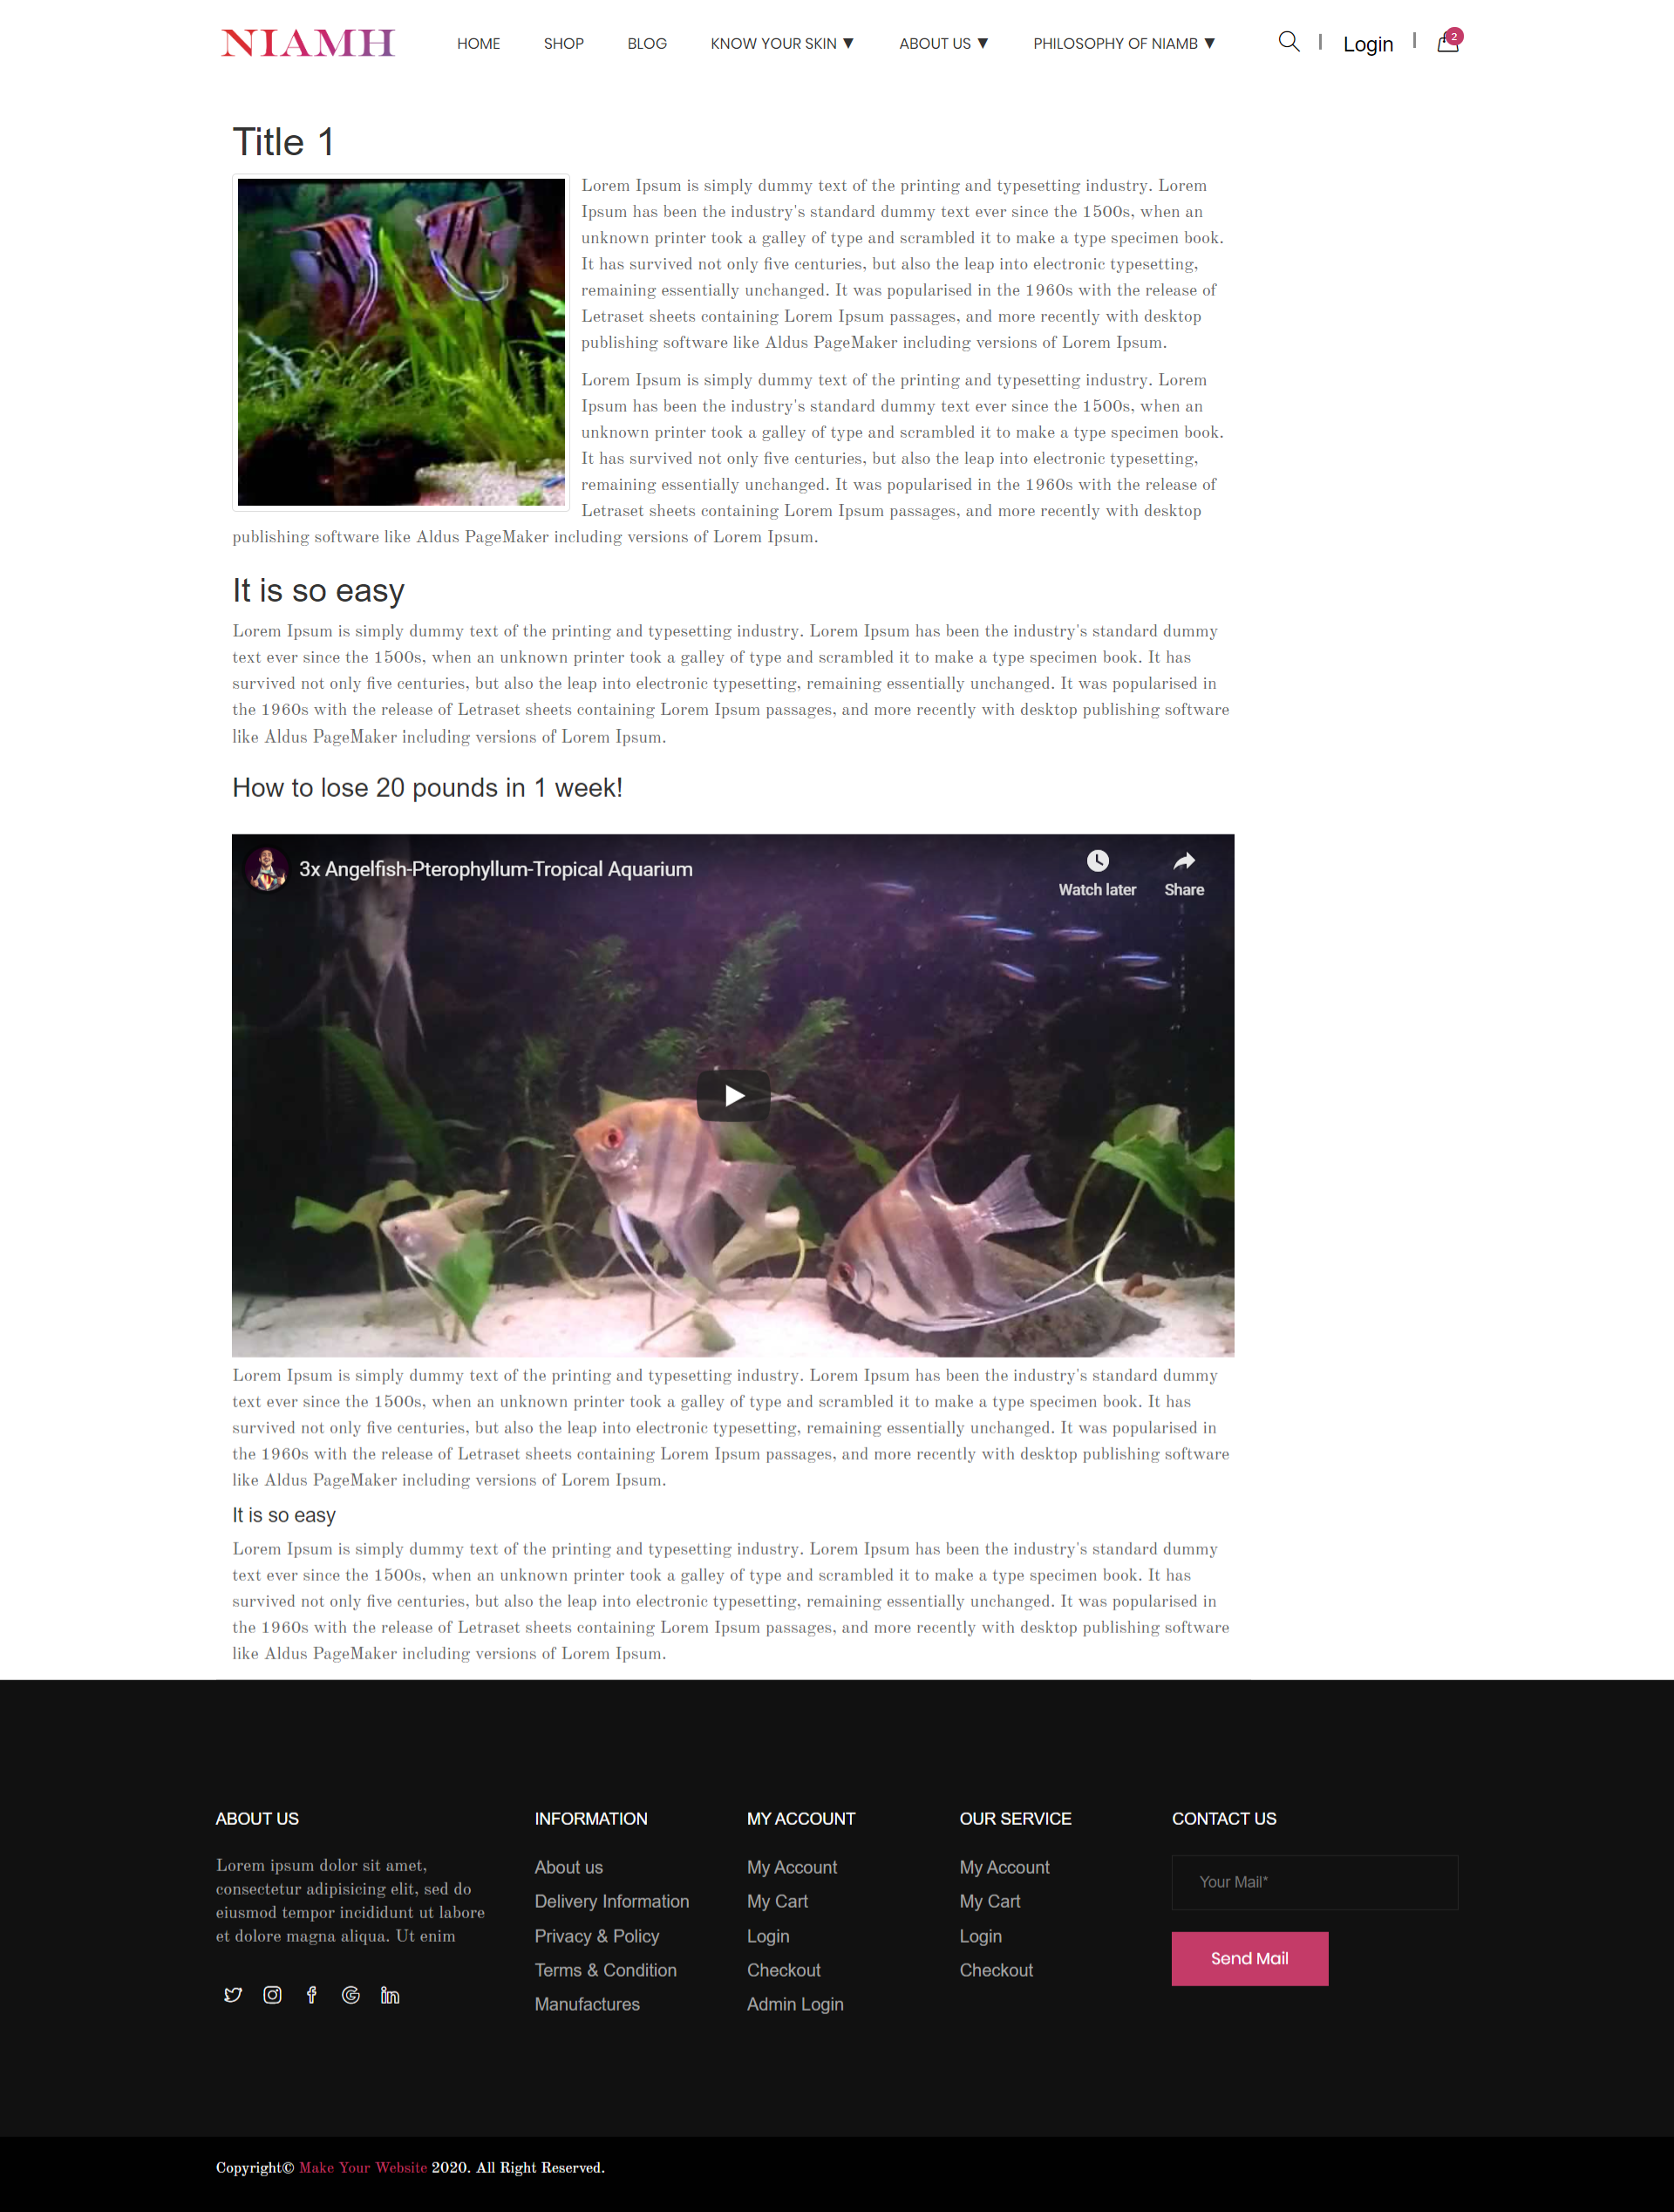 NIAMH
HOME SHOP BLOG KNOW YOUR SKIN ▼ ABOUT US ▼ PHILOSOPHY OF NIAMB ▼ | Login | 2
Title 1
Lorem Ipsum is simply dummy text of the printing and typesetting industry. Lorem
Ipsum has been the industry's standard dummy text ever since the 1500s, when an
unknown printer took a galley of type and scrambled it to make a type specimen book.
It has survived not only five centuries, but also the leap into electronic typesetting,
remaining essentially unchanged. It was popularised in the 1960s with the release of
Letraset sheets containing Lorem Ipsum passages, and more recently with desktop
publishing software like Aldus PageMaker including versions of Lorem Ipsum.
Lorem Ipsum is simply dummy text of the printing and typesetting industry. Lorem
Ipsum has been the industry's standard dummy text ever since the 1500s, when an
unknown printer took a galley of type and scrambled it to make a type specimen book.
It has survived not only five centuries, but also the leap into electronic typesetting,
remaining essentially unchanged. It was popularised in the 1960s with the release of
Letraset sheets containing Lorem Ipsum passages, and more recently with desktop
publishing software like Aldus PageMaker including versions of Lorem Ipsum.
It is so easy
Lorem Ipsum is simply dummy text of the printing and typesetting industry. Lorem Ipsum has been the industry's standard dummy
text ever since the 1500s, when an unknown printer took a galley of type and scrambled it to make a type specimen book. It has
survived not only five centuries, but also the leap into electronic typesetting, remaining essentially unchanged. It was popularised in
the 1960s with the release of Letraset sheets containing Lorem Ipsum passages, and more recently with desktop publishing software
like Aldus PageMaker including versions of Lorem Ipsum.
How to lose 20 pounds in 1 week!
3x Angelfish-Pterophyllum-Tropical Aquarium
Watch later Share
Lorem Ipsum is simply dummy text of the printing and typesetting industry. Lorem Ipsum has been the industry's standard dummy
text ever since the 1500s, when an unknown printer took a galley of type and scrambled it to make a type specimen book. It has
survived not only five centuries, but also the leap into electronic typesetting, remaining essentially unchanged. It was popularised in
the 1960s with the release of Letraset sheets containing Lorem Ipsum passages, and more recently with desktop publishing software
like Aldus PageMaker including versions of Lorem Ipsum.
It is so easy
Lorem Ipsum is simply dummy text of the printing and typesetting industry. Lorem Ipsum has been the industry's standard dummy
text ever since the 1500s, when an unknown printer took a galley of type and scrambled it to make a type specimen book. It has
survived not only five centuries, but also the leap into electronic typesetting, remaining essentially unchanged. It was popularised in
the 1960s with the release of Letraset sheets containing Lorem Ipsum passages, and more recently with desktop publishing software
like Aldus PageMaker including versions of Lorem Ipsum.
ABOUT US
Lorem ipsum dolor sit amet,
consectetur adipisicing elit, sed do
eiusmod tempor incididunt ut labore
et dolore magna aliqua. Ut enim
INFORMATION
About us
Delivery Information
Privacy & Policy
Terms & Condition
Manufactures
MY ACCOUNT
My Account
My Cart
Login
Checkout
Admin Login
OUR SERVICE
My Account
My Cart
Login
Checkout
CONTACT US
Your Mail*
Send Mail
Copyright© Make Your Website 2020. All Right Reserved.